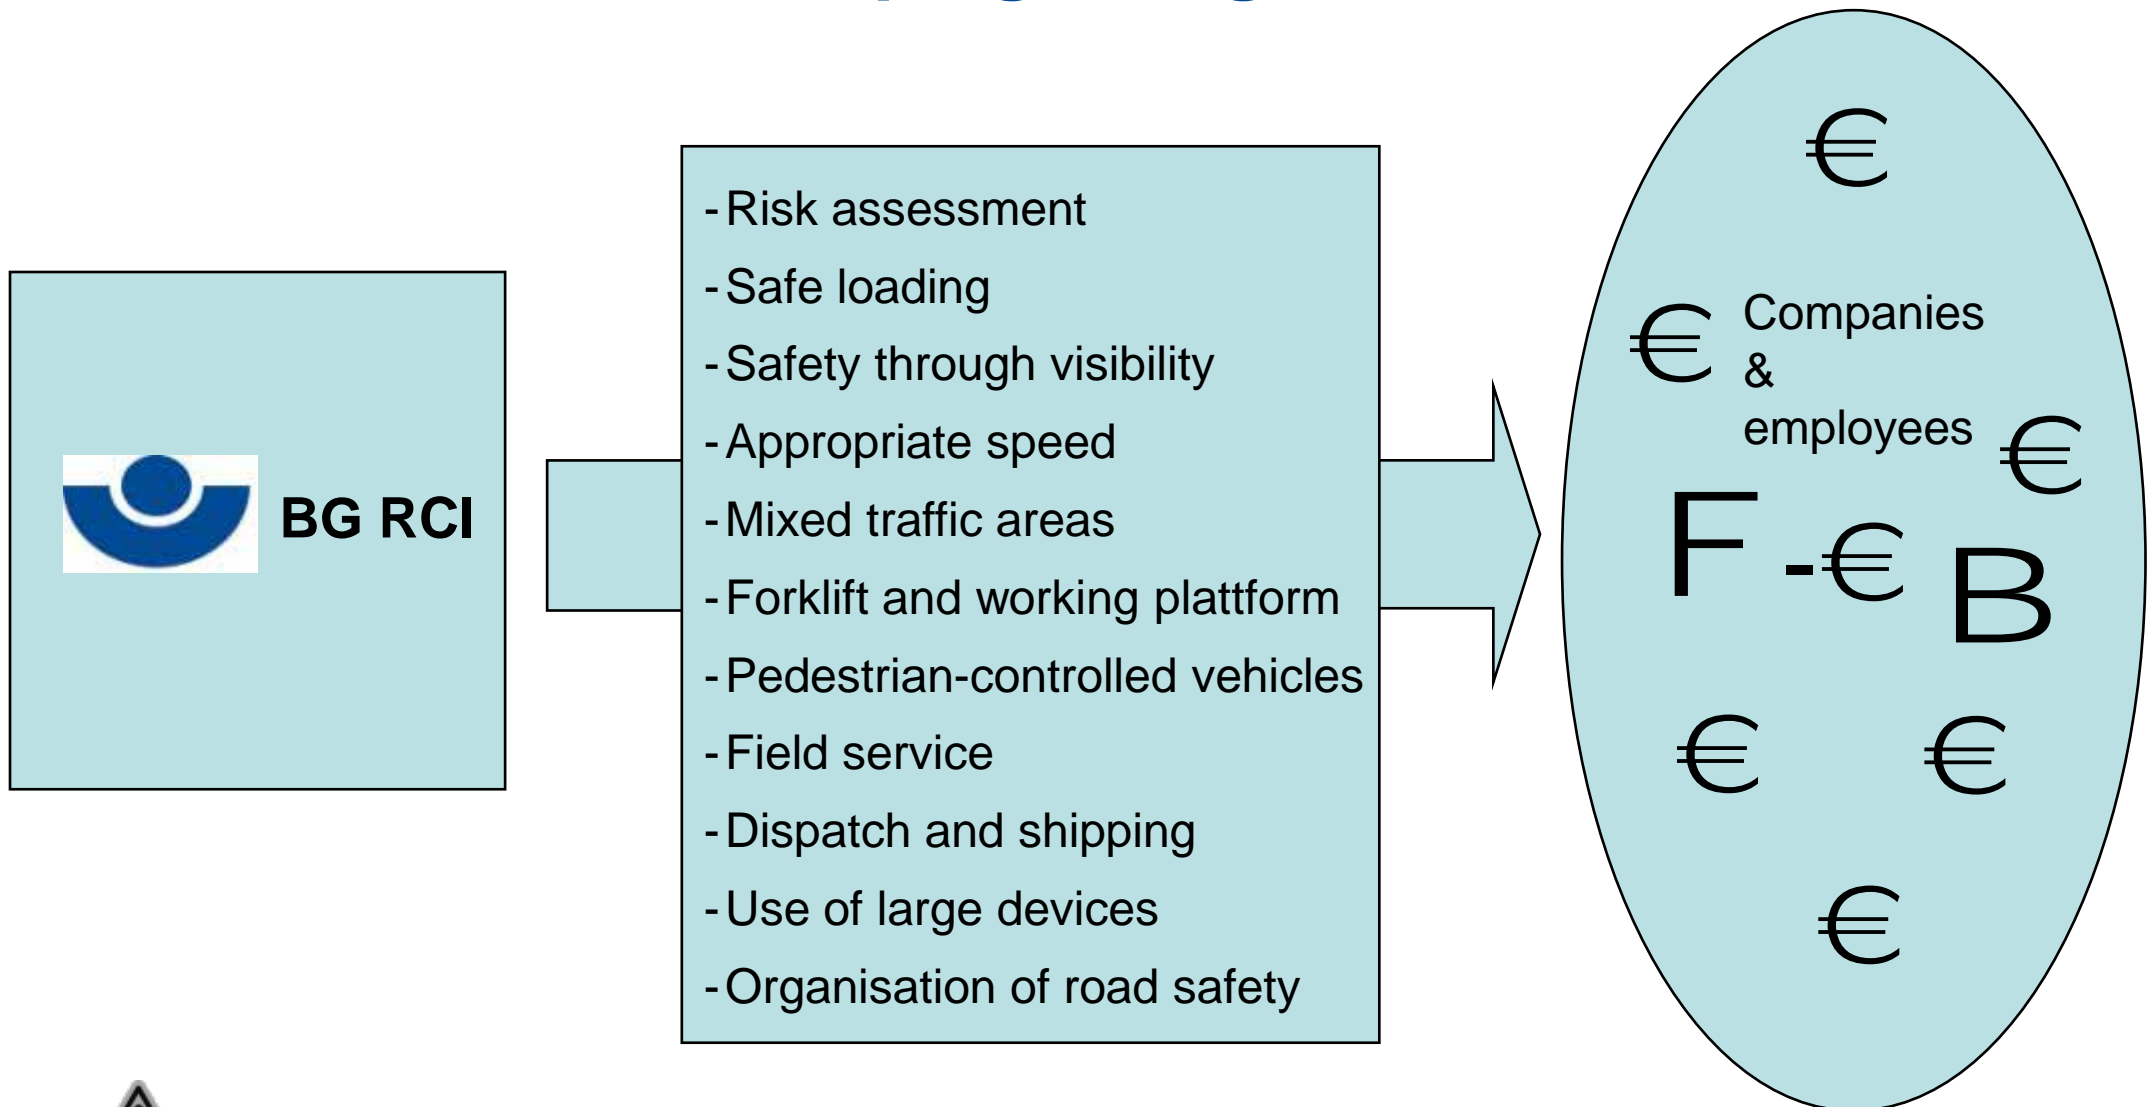 BG RCI
- Risk assessment
- Safe loading
- Safety through visibility
- Appropriate speed
- Mixed traffic areas
- Forklift and working plattform
- Pedestrian-controlled vehicles
- Field service
- Dispatch and shipping
- Use of large devices
- Organisation of road safety
€
€ Companies
&
employees
€
F -€ B
€ €
€